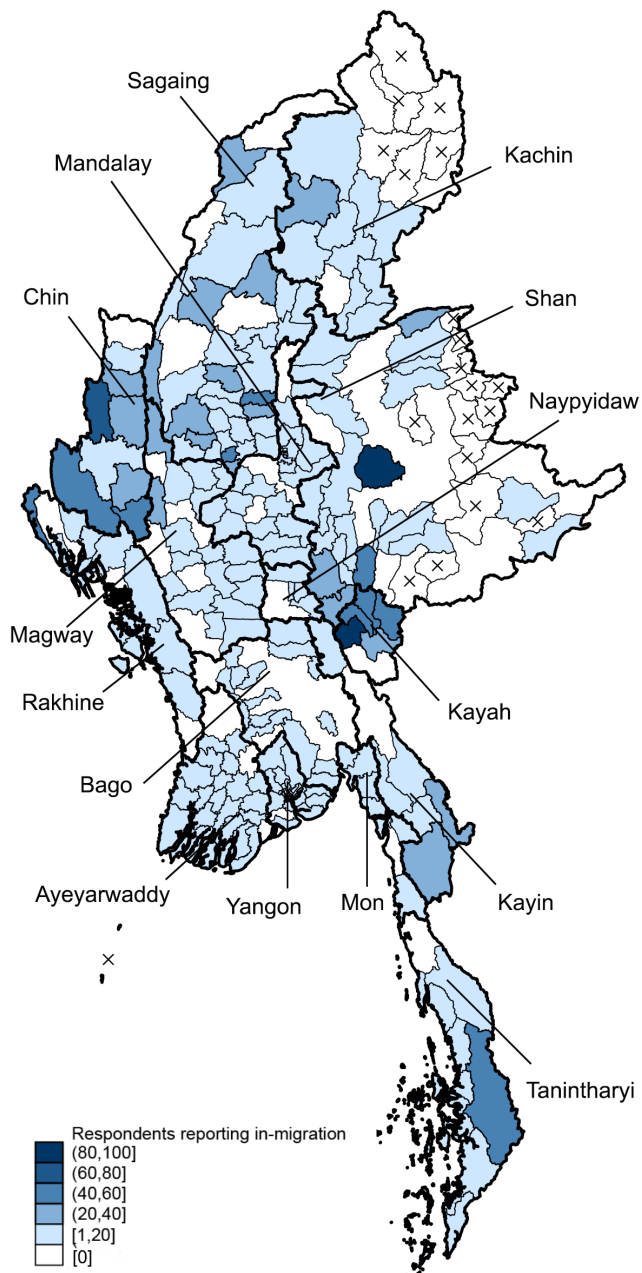 Sagaing
Mandalay
Kachin
Chin
Shan
Naypyidaw
Magway
Rakhine
Kayah
Bago
Ayeyarwaddy
Yangon
Mon
Kayin
Tanintharyi
Respondents reporting in-migration
(80,100]
(60,80]
(40,60]
(20,40]
[1,20]
[0]